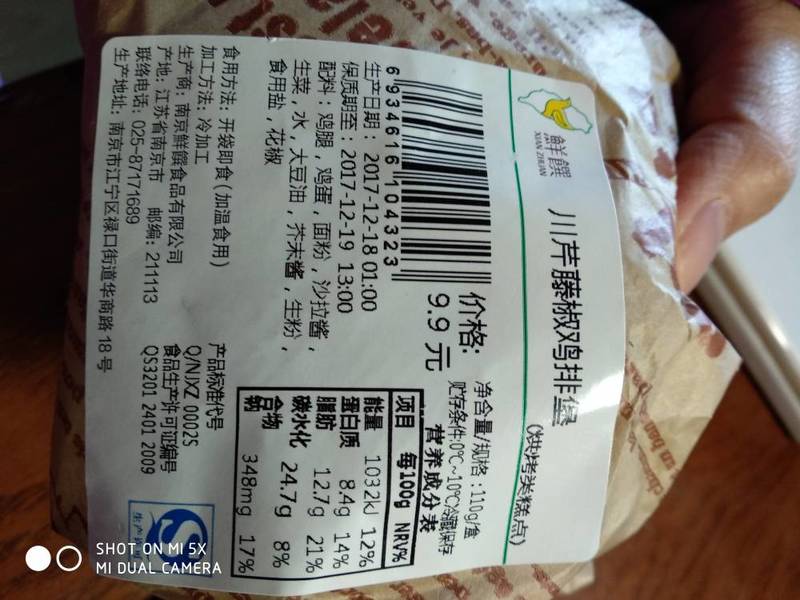 鲜馔
XIAN ZHUAN
川芹藤椒鸡排堡
(烘烤类糕点)
价格:
9.9 元
净含量/规格：110g/盒
贮存条件:0℃~10℃冷藏保存
6 934616 104323
生产日期： 2017-12-18 01:00
保质期至： 2017-12-19 13:00
配料：鸡腿，鸡蛋，面粉，沙拉酱，
生菜，水，大豆油，芥末酱，生粉，
食用盐，花椒
食用方法: 开袋即食 (加温食用)
加工方法: 冷加工
生产商: 南京鲜馔食品有限公司
产地: 江苏省南京市 邮编: 211113
联络电话: 025-87171689
生产地址: 南京市江宁区禄口街道华商路 18 号
营养成分表
项目 每100g NRV%
能量 1032kJ 12%
蛋白质 8.4g 14%
脂肪 12.7g 21%
碳水化合物 24.7g 8%
钠 348mg 17%
产品标准代号
Q/NJXZ 0002S
食品生产许可证编号
QS3201 2401 2009
生产许可
SHOT ON MI 5X
MI DUAL CAMERA